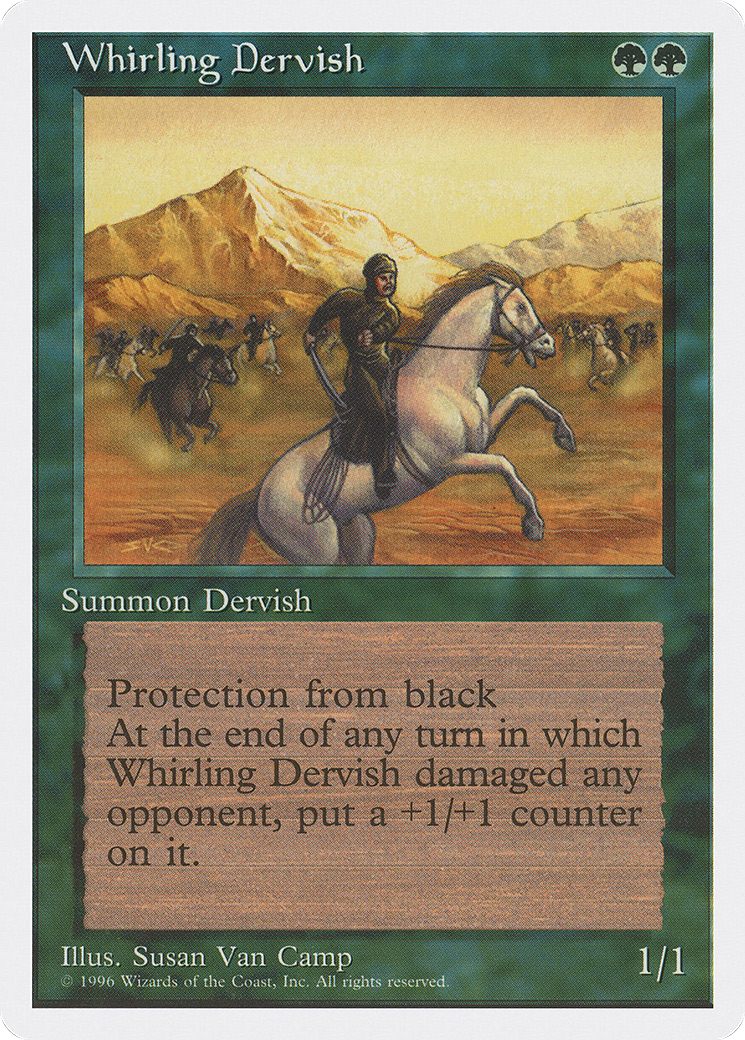 Whirling Dervish
SVC
Summon Dervish
Protection from black
At the end of any turn in which
Whirling Dervish damaged any
opponent, put a +1/+1 counter
on it.
Illus. Susan Van Camp
1/1
© 1996 Wizards of the Coast, Inc. All rights reserved.